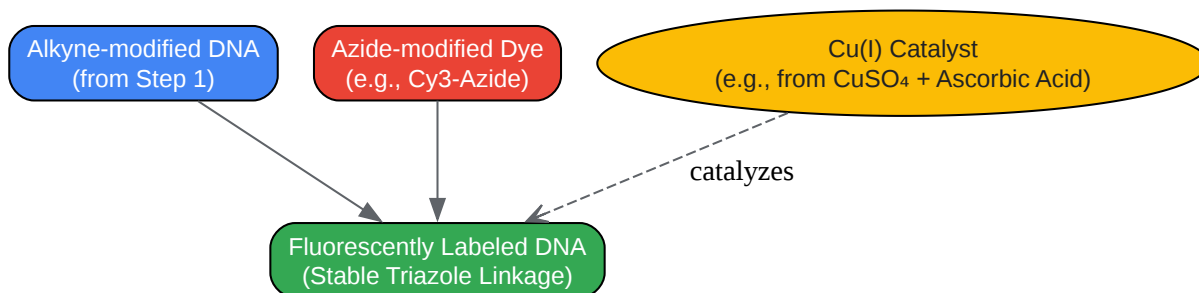 Alkyne-modified DNA
(from Step 1)
Azide-modified Dye
(e.g., Cy3-Azide)
Cu(I) Catalyst
(e.g., from CuSO₄ + Ascorbic Acid)
catalyzes
Fluorescently Labeled DNA
(Stable Triazole Linkage)